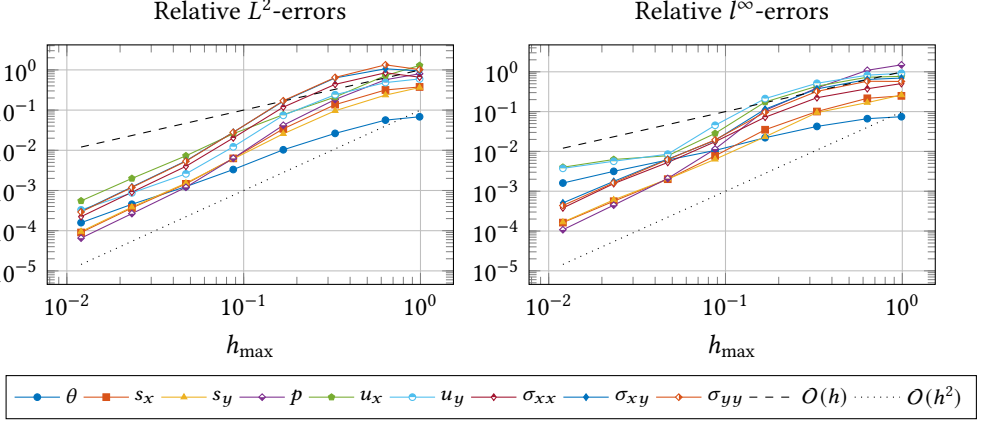 Relative L²-errors
Relative l^∞-errors
10⁰
10⁻¹
10⁻²
10⁻³
10⁻⁴
10⁻⁵
10⁻² 10⁻¹ 10⁰
h_max
10⁰
10⁻¹
10⁻²
10⁻³
10⁻⁴
10⁻⁵
10⁻² 10⁻¹ 10⁰
h_max
θ s_x s_y p u_x u_y σ_xx σ_xy σ_yy O(h) O(h²)